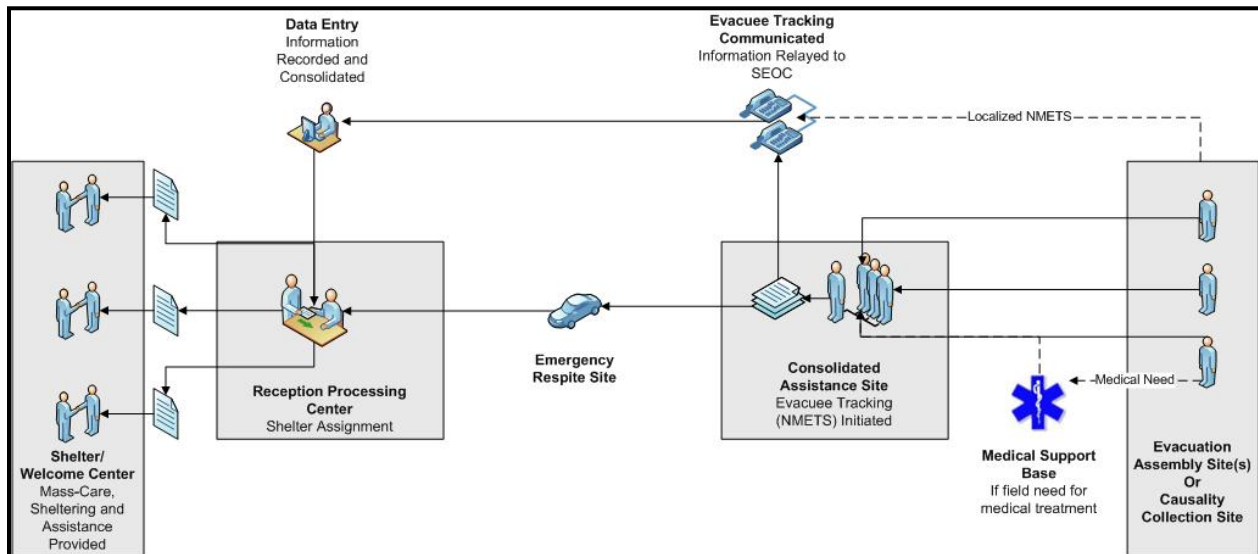 Data Entry
Information
Recorded and
Consolidated
Evacuee Tracking
Communicated
Information Relayed to
SEOC
Localized NMETS
Emergency
Respite Site
Reception Processing
Center
Shelter Assignment
Consolidated
Assistance Site
Evacuee Tracking
(NMETS) Initiated
Medical Need
Shelter/
Welcome Center
Mass-Care,
Sheltering and
Assistance
Provided
Medical Support
Base
If field need for
medical treatment
Evacuation
Assembly Site(s)
Or
Causality
Collection Site